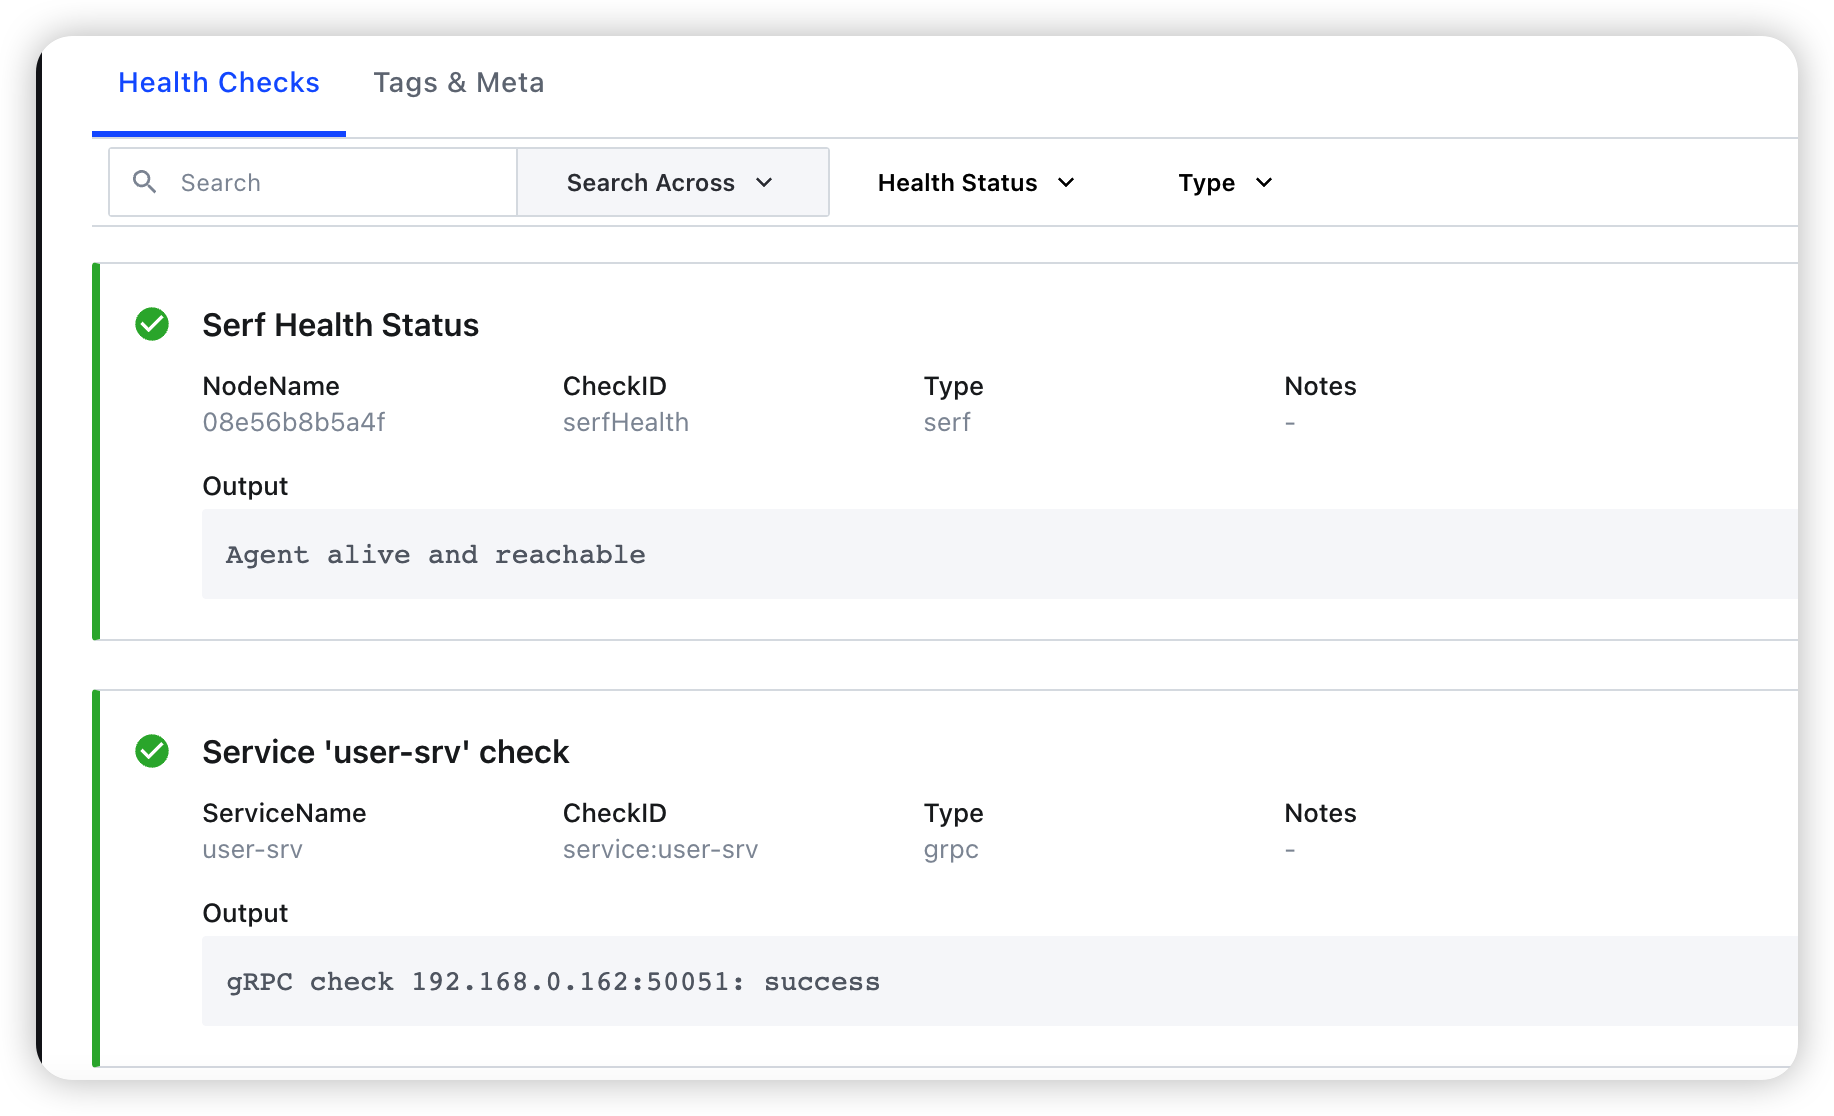 Health Checks Tags & Meta
Search Search Across Health Status Type
Serf Health Status
NodeName CheckID Type Notes
08e56b8b5a4f serfHealth serf -
Output
Agent alive and reachable
Service 'user-srv' check
ServiceName CheckID Type Notes
user-srv service:user-srv grpc -
Output
gRPC check 192.168.0.162:50051: success